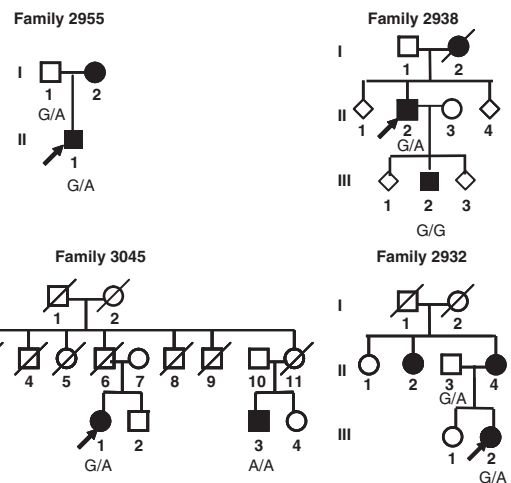 Family 2955
I
1 2
G/A
II
1
G/A
Family 2938
I
1 2
II
1 2 3 4
G/A
III
1 2 3
G/G
Family 3045
1 2
4 5 6 7 8 9 10 11
1 2 3 4
G/A A/A
Family 2932
I
1 2
II
1 2 3 4
G/A
III
1 2
G/A